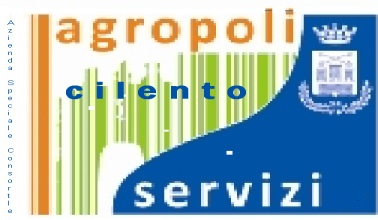 Azienda Speciale Consortile
agropoli
cilento
servizi